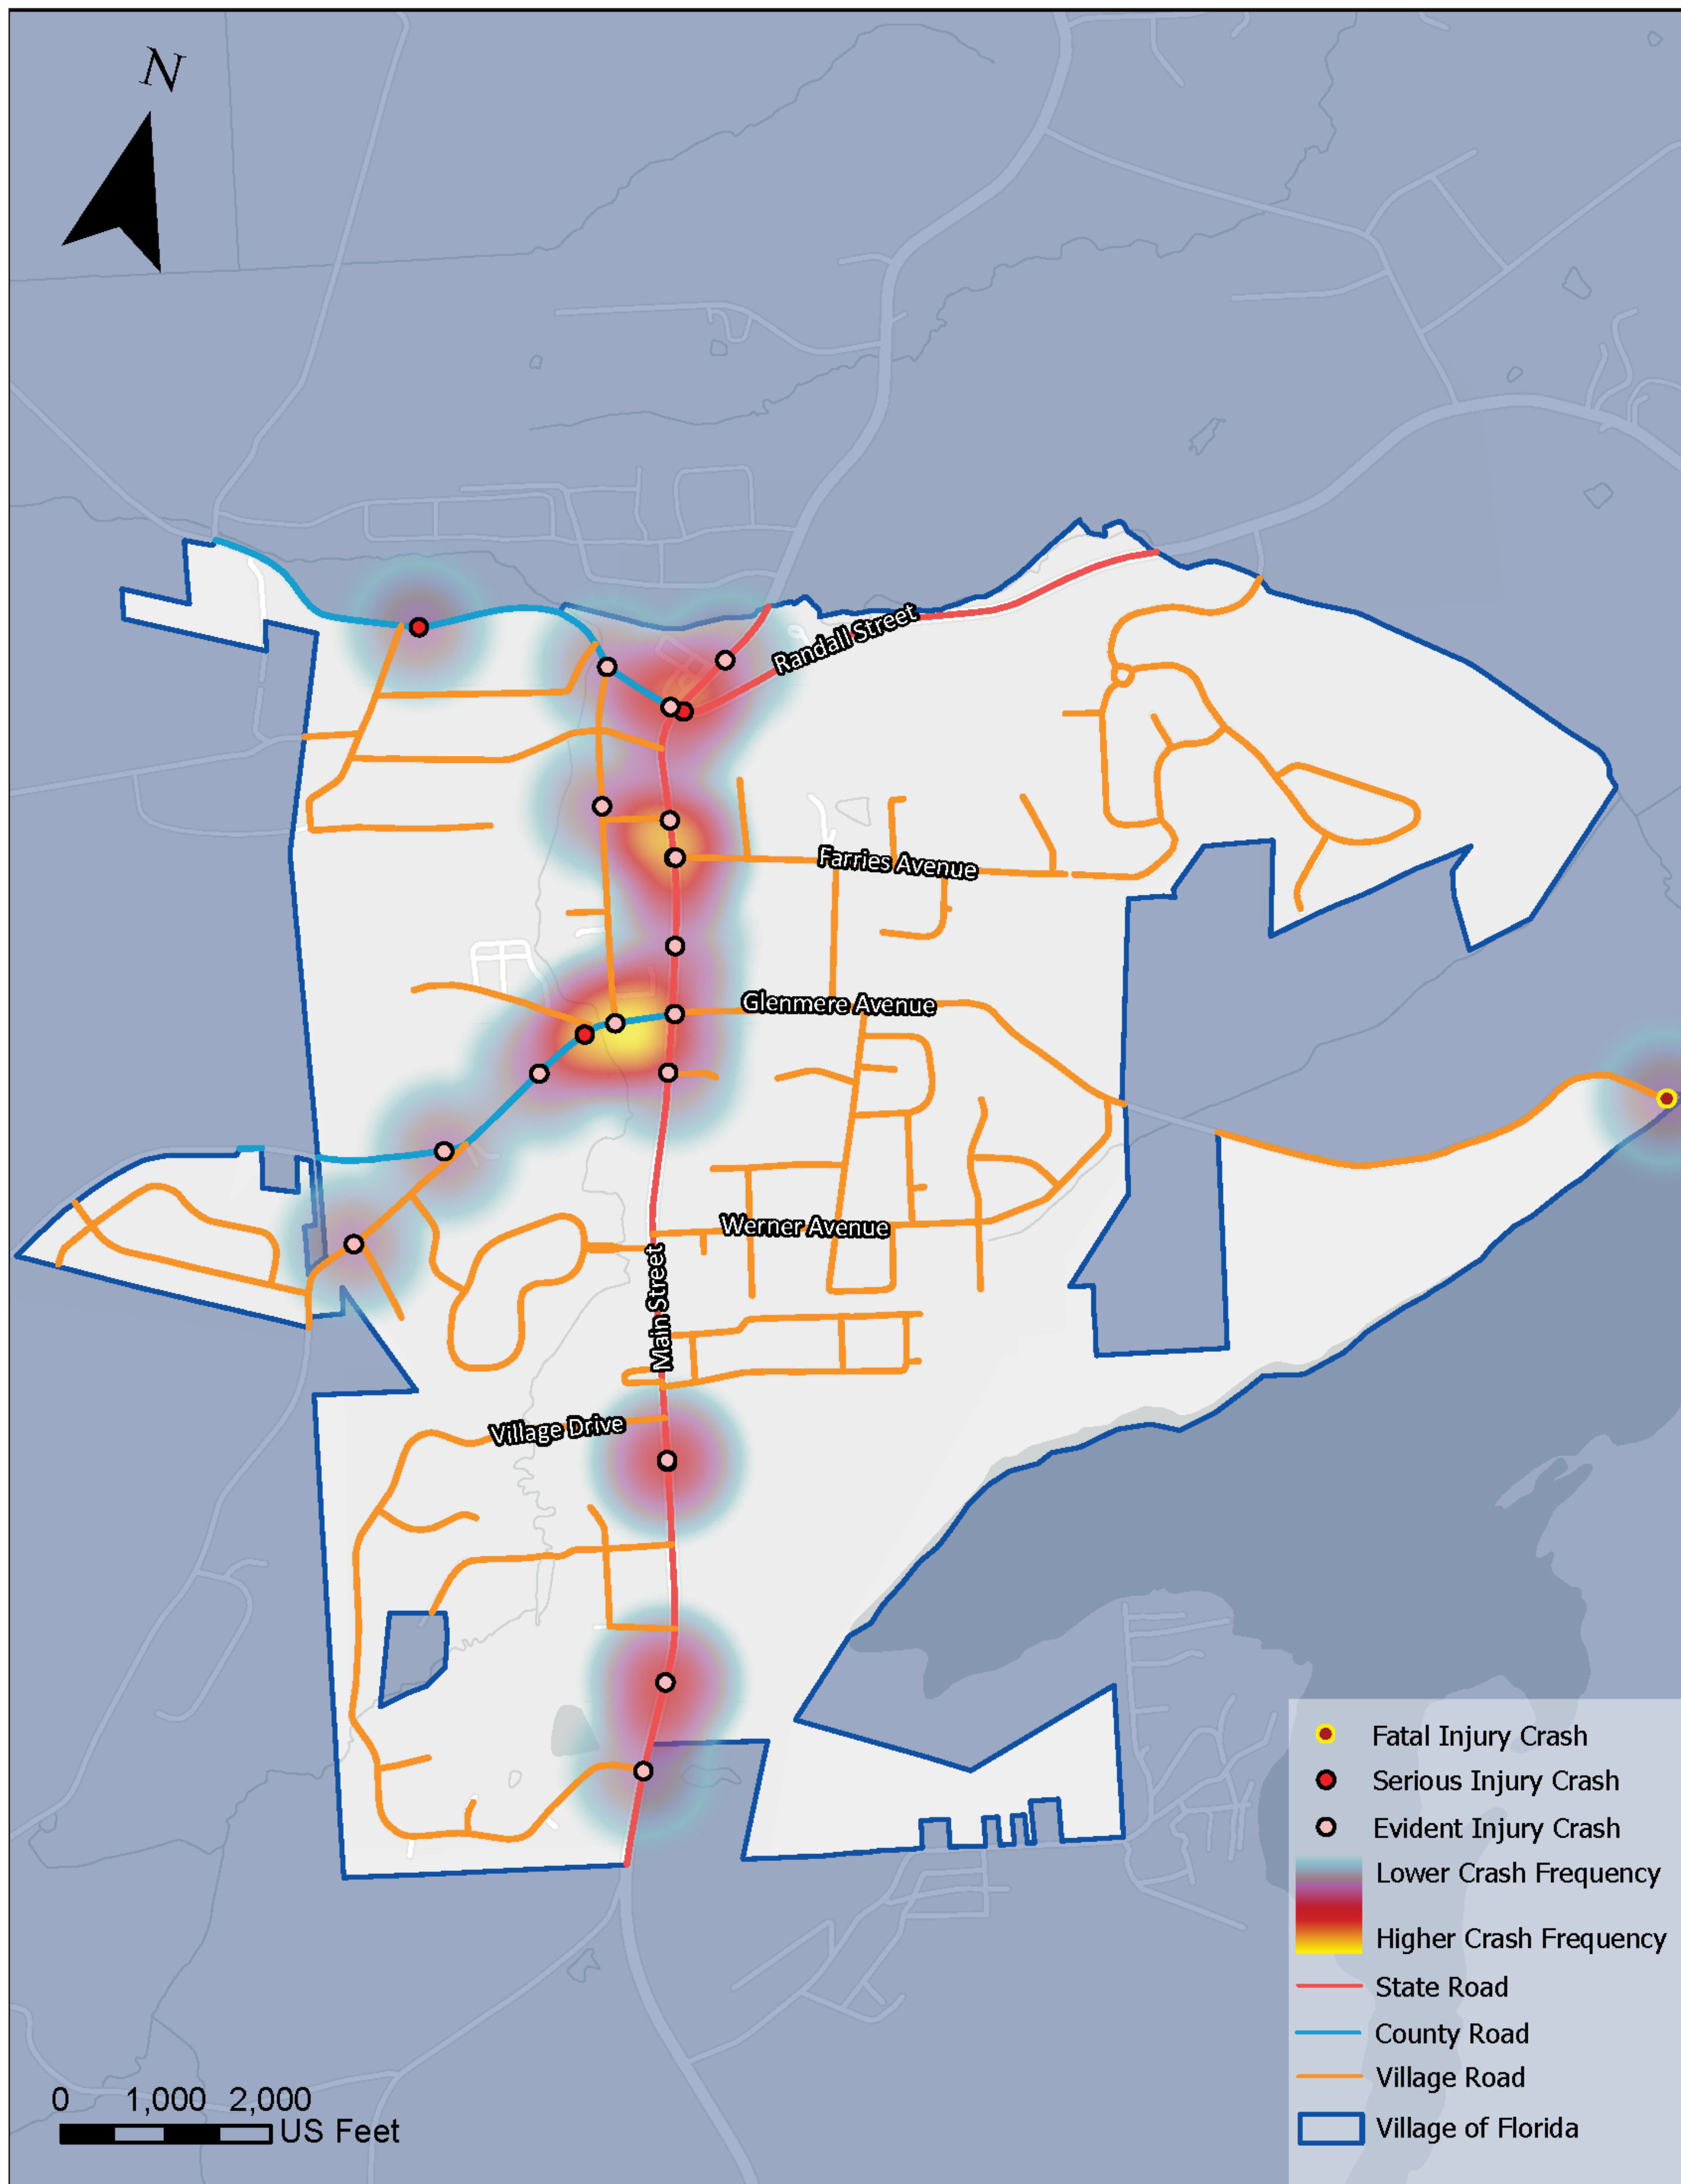 N
Randall Street
Farries Avenue
Glenmere Avenue
Werner Avenue
Main Street
Village Drive
Fatal Injury Crash
Serious Injury Crash
Evident Injury Crash
Lower Crash Frequency
Higher Crash Frequency
State Road
County Road
Village Road
Village of Florida
0 1,000 2,000
US Feet